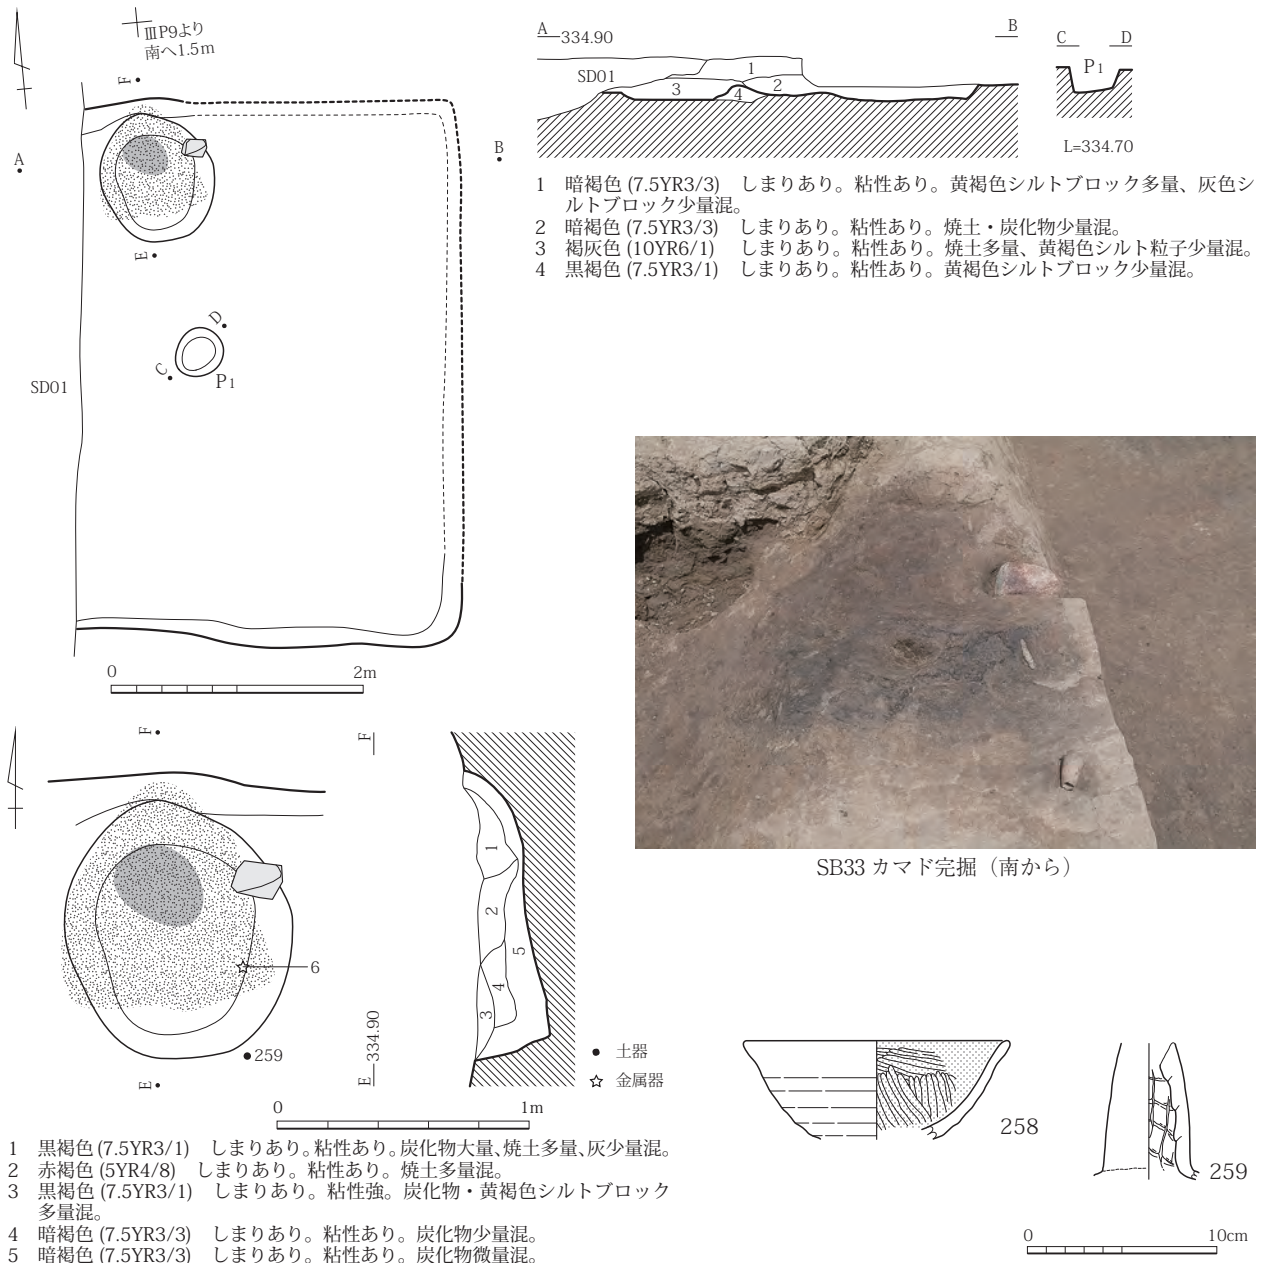 ⅢP9より
南へ1.5m
F
A
B
E
D
C
P1
SD01
0 2m
A 334.90 B
SD01
1
2
3
4
C D
P1
L=334.70
1 暗褐色 (7.5YR3/3) しまりあり。粘性あり。黄褐色シルトブロック多量、灰色シ
ルトブロック少量混。
2 暗褐色 (7.5YR3/3) しまりあり。粘性あり。焼土・炭化物少量混。
3 褐灰色 (10YR6/1) しまりあり。粘性あり。焼土多量、黄褐色シルト粒子少量混。
4 黒褐色 (7.5YR3/1) しまりあり。粘性あり。黄褐色シルトブロック少量混。
SB33 カマド完掘（南から）
F
6
259
E
F
1
2
5
4
3
E 334.90
土器
金属器
0 1m
1 黒褐色 (7.5YR3/1) しまりあり。粘性あり。炭化物大量、焼土多量、灰少量混。
2 赤褐色 (5YR4/8) しまりあり。粘性あり。焼土多量混。
3 黒褐色 (7.5YR3/1) しまりあり。粘性強。炭化物・黄褐色シルトブロック
多量混。
4 暗褐色 (7.5YR3/3) しまりあり。粘性あり。炭化物少量混。
5 暗褐色 (7.5YR3/3) しまりあり。粘性あり。炭化物微量混。
258
259
0 10cm